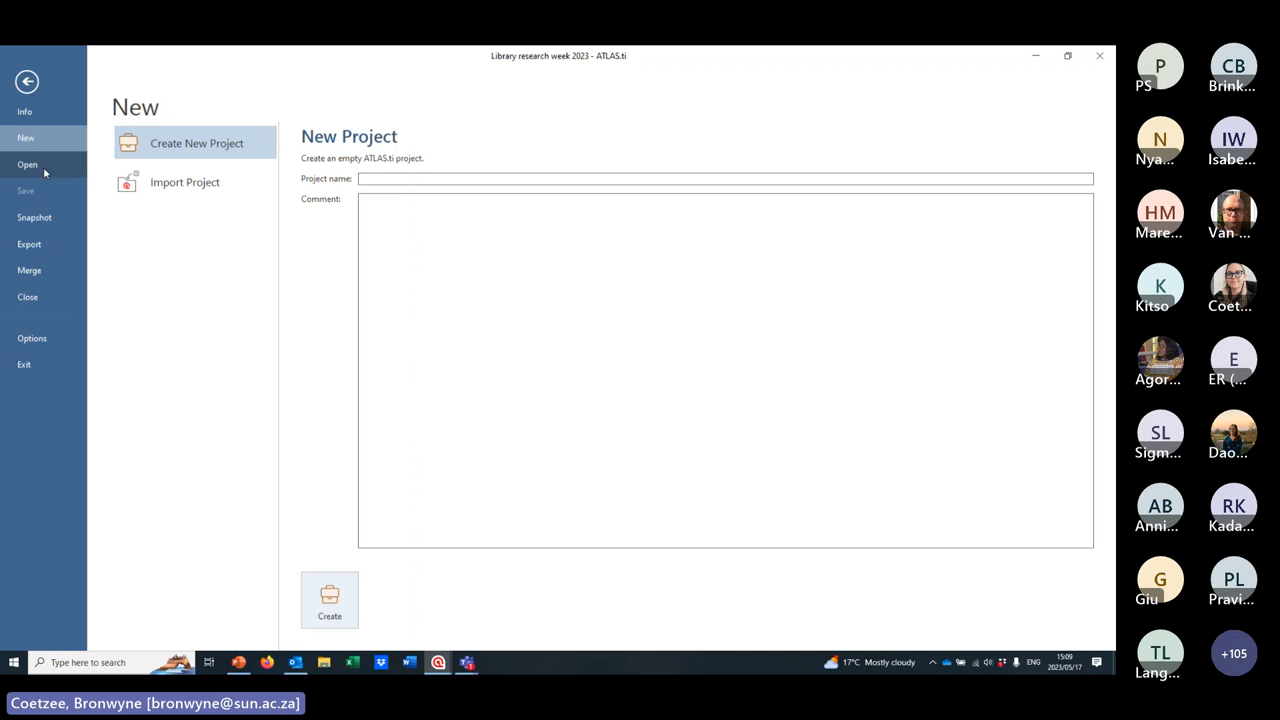 Library research week 2023 - ATLAS.ti
Info
New
Open
Save
Snapshot
Export
Merge
Close
Options
Exit
New
Create New Project
Import Project
New Project
Create an empty ATLAS.ti project.
Project name:
Comment:
Create
Type here to search
17°C Mostly cloudy
ENG
15:09
2023/05/17
P
PS
CB
Brink...
N
Nya...
IW
Isabe...
HM
Mare...
Van ...
K
Kitso
Coet...
Agor...
E
ER (...
SL
Sigm...
Dao...
AB
Anni...
RK
Kada...
G
Giu
PL
Pravi...
TL
Lang...
+105
Coetzee, Bronwyne [bronwyne@sun.ac.za]